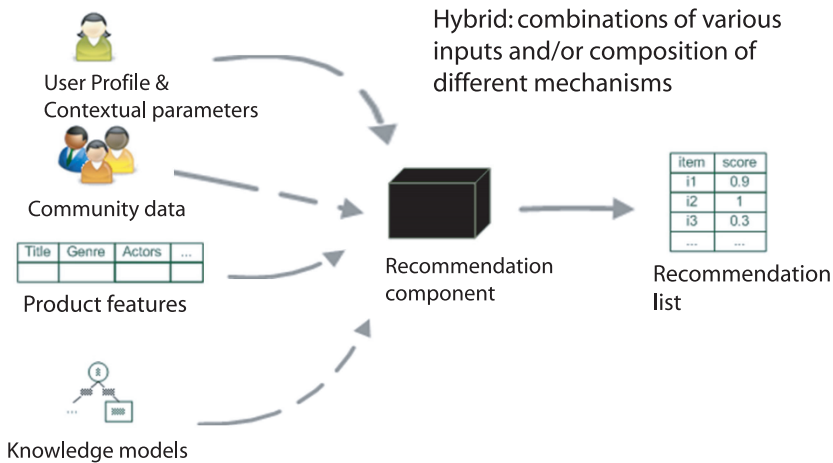 Hybrid: combinations of various
inputs and/or composition of
different mechanisms
User Profile &
Contextual parameters
Community data
Title Genre Actors ...
Product features
...
Knowledge models
Recommendation
component
item score
i1 0.9
i2 1
i3 0.3
... ...
Recommendation
list